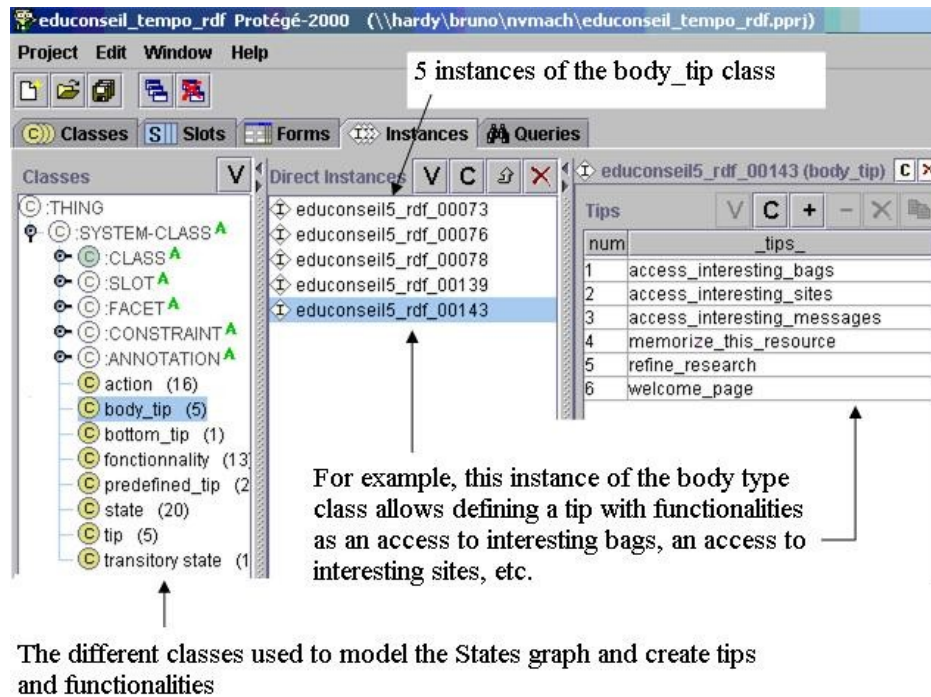 educonseil_tempo_rdf Protégé-2000 (\\hardy\bruno\nvmach\educonseil_tempo_rdf.pprj)
Project Edit Window Help
5 instances of the body_tip class
Classes Slots Forms Instances Queries
Classes V
:THING
:SYSTEM-CLASS A
:CLASS A
:SLOT A
:FACET A
:CONSTRAINT A
:ANNOTATION A
action (16)
body_tip (5)
bottom_tip (1)
fonctionnality (13
predefined_tip (2
state (20)
tip (5)
transitory state (1
Direct Instances V C
educonseil5_rdf_00073
educonseil5_rdf_00076
educonseil5_rdf_00078
educonseil5_rdf_00139
educonseil5_rdf_00143
educonseil5_rdf_00143 (body_tip) C
Tips V C + -
num _tips_
1 access_interesting_bags
2 access_interesting_sites
3 access_interesting_messages
4 memorize_this_resource
5 refine_research
6 welcome_page
For example, this instance of the body type
class allows defining a tip with functionalities
as an access to interesting bags, an access to
interesting sites, etc.
The different classes used to model the States graph and create tips
and functionalities